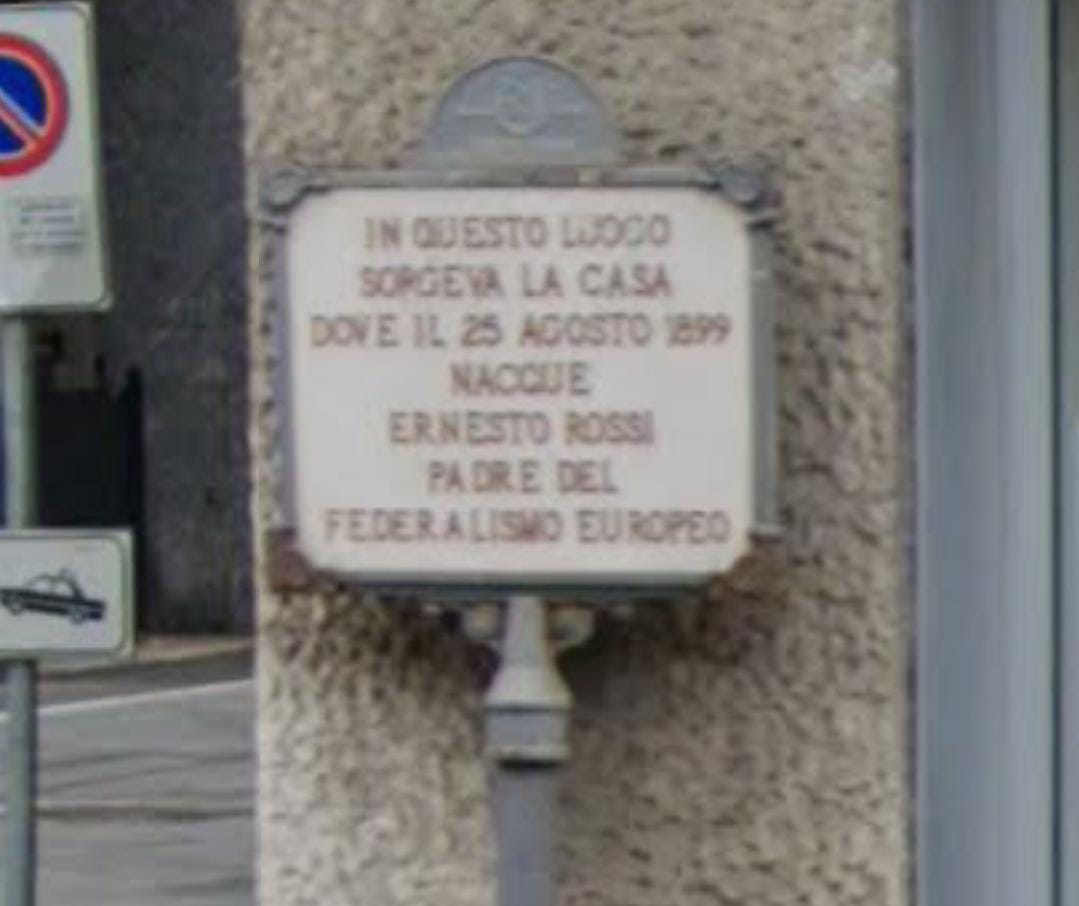 IN QUESTO LUOGO
SORGEVA LA CASA
DOVE IL 25 AGOSTO 1899
NACQUE
ERNESTO ROSSI
PADRE DEL
FEDERALISMO EUROPEO